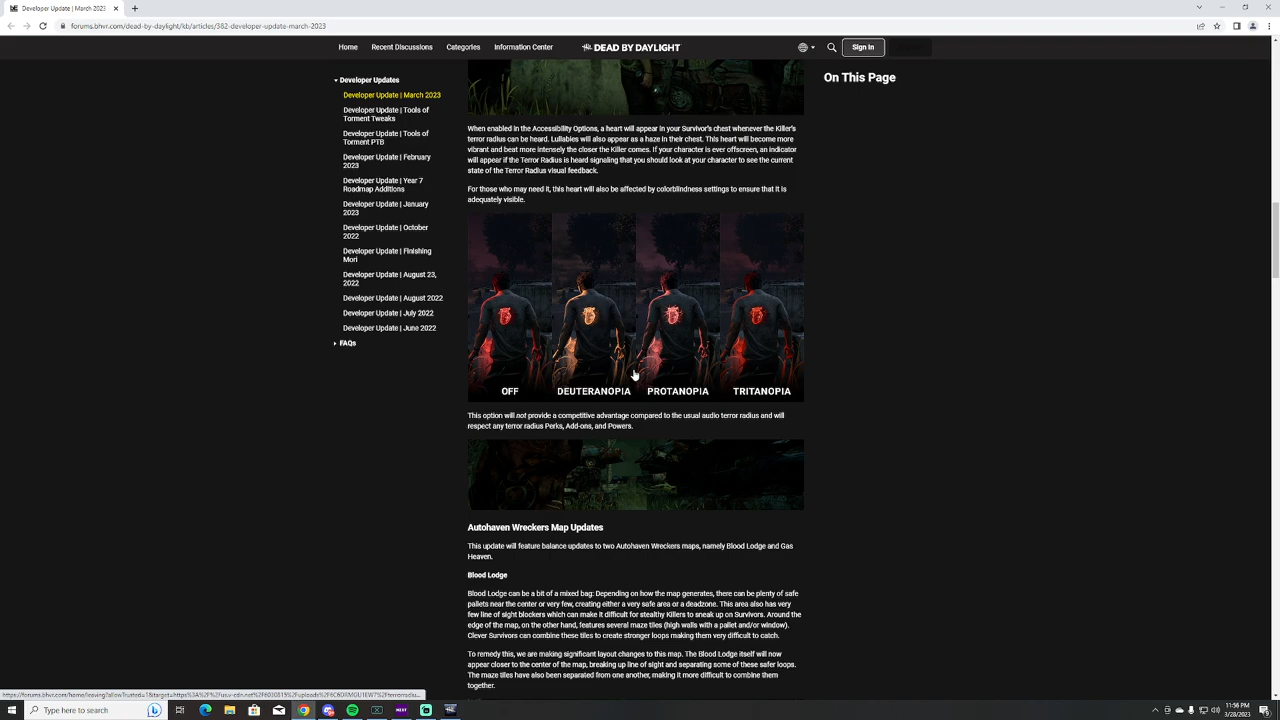 Developer Update | March 2023
forums.bhvr.com/dead-by-daylight/kb/articles/382-developer-update-march-2023
Home
Recent Discussions
Categories
Information Center
DEAD BY DAYLIGHT
Sign In
Developer Updates
Developer Update | March 2023
Developer Update | Tools of
Torment Tweaks
Developer Update | Tools of
Torment PTB
Developer Update | February
2023
Developer Update | Year 7
Roadmap Additions
Developer Update | January
2023
Developer Update | October
2022
Developer Update | Finishing
Mori
Developer Update | August 23,
2022
Developer Update | August 2022
Developer Update | July 2022
Developer Update | June 2022
FAQs
On This Page
When enabled in the Accessibility Options, a heart will appear in your Survivor's chest whenever the Killer's
terror radius can be heard. Lullabies will also appear as a haze in their chest. This heart will become more
vibrant and beat more intensely the closer the Killer comes. If your character is ever offscreen, an indicator
will appear if the Terror Radius is heard signaling that you should look at your character to see the current
state of the Terror Radius visual feedback.
For those who may need it, this heart will also be affected by colorblindness settings to ensure that it is
adequately visible.
OFF
DEUTERANOPIA
PROTANOPIA
TRITANOPIA
This option will not provide a competitive advantage compared to the usual audio terror radius and will
respect any terror radius Perks, Add-ons, and Powers.
Autohaven Wreckers Map Updates
This update will feature balance updates to two Autohaven Wreckers maps, namely Blood Lodge and Gas
Heaven.
Blood Lodge
Blood Lodge can be a bit of a mixed bag: Depending on how the map generates, there can be plenty of safe
pallets near the center or very few, creating either a very safe area or a deadzone. This area also has very
few line of sight blockers which can make it difficult for stealthy Killers to sneak up on Survivors. Around the
edge of the map, on the other hand, features several maze tiles (high walls with a pallet and/or window).
Clever Survivors can combine these tiles to create stronger loops making them very difficult to catch.
To remedy this, we are making significant layout changes to this map. The Blood Lodge itself will now
appear closer to the center of the map, breaking up line of sight and separating some of these safer loops.
The maze tiles have also been separated from one another, making it more difficult to combine them
together.
Type here to search
NEXT
11:56 PM
3/28/2023